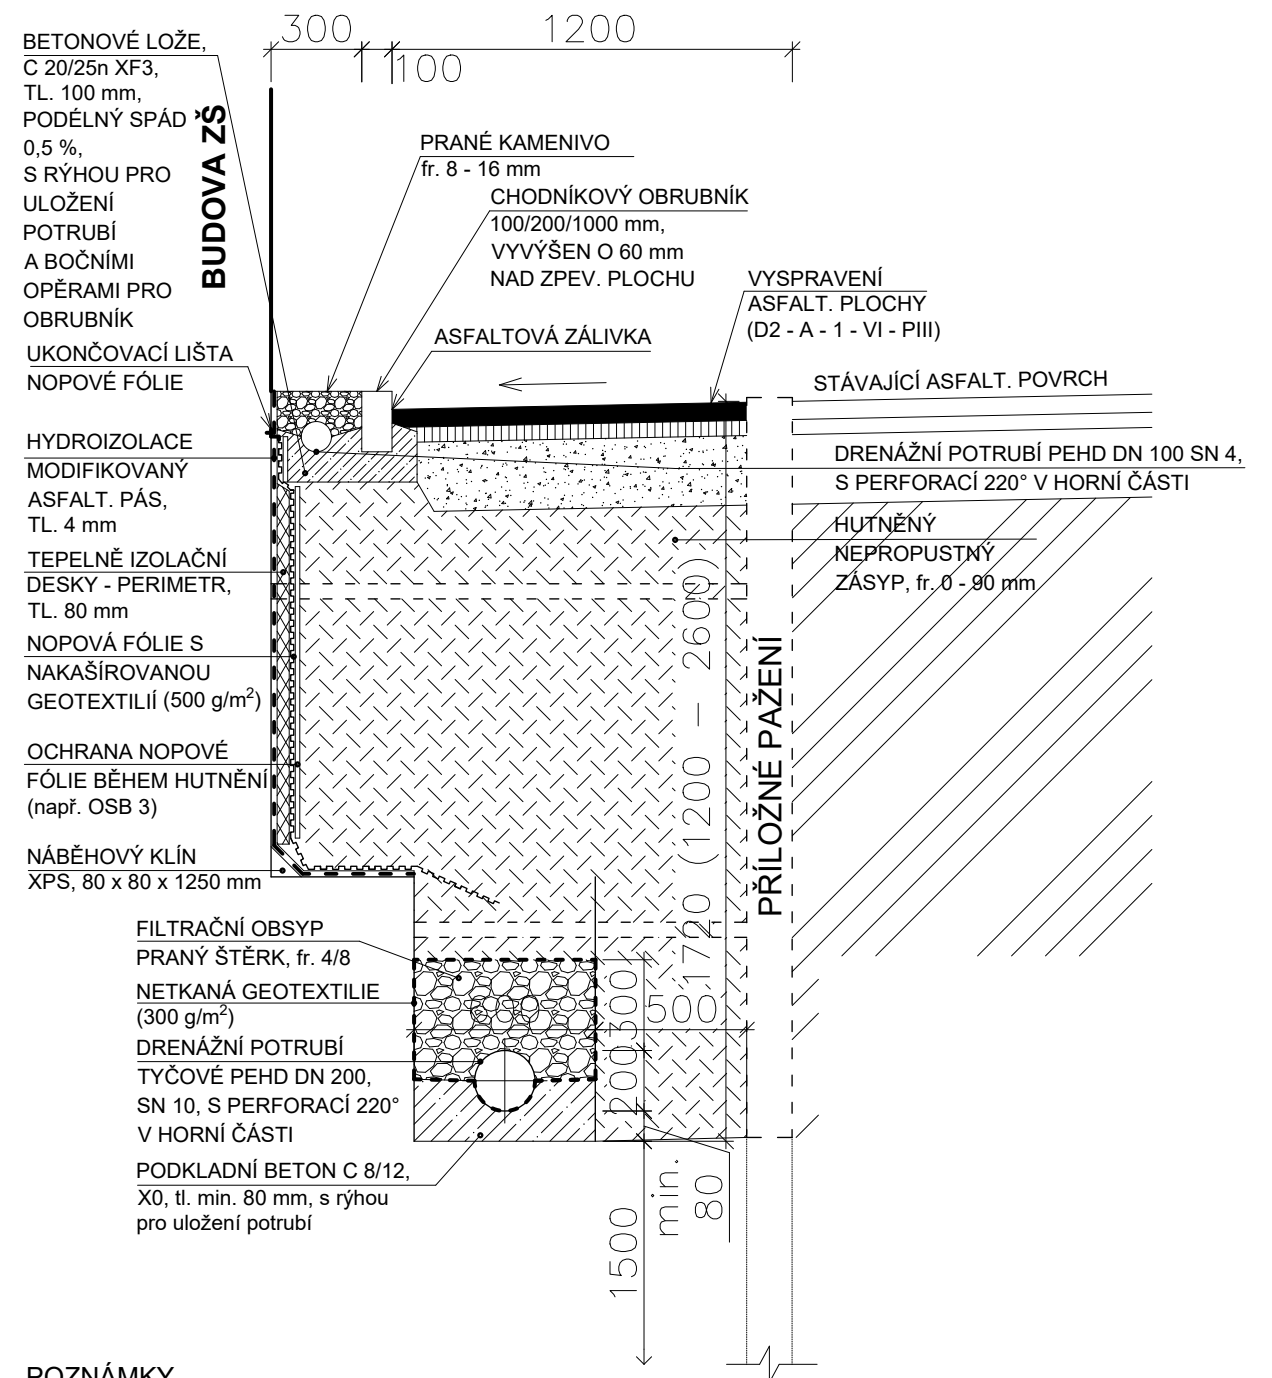 300
1200
100
BETONOVÉ LOŽE,
C 20/25n XF3,
TL. 100 mm,
PODÉLNÝ SPÁD
0,5 %,
S RÝHOU PRO
ULOŽENÍ
POTRUBÍ
A BOČNÍMI
OPĚRAMI PRO
OBRUBNÍK
BUDOVA ZŠ
PRANÉ KAMENIVO
fr. 8 - 16 mm
CHODNÍKOVÝ OBRUBNÍK
100/200/1000 mm,
VYVÝŠEN O 60 mm
NAD ZPEV. PLOCHU
VYSPRAVENÍ
ASFALT. PLOCHY
(D2 - A - 1 - VI - PIII)
ASFALTOVÁ ZÁLIVKA
STÁVAJÍCÍ ASFALT. POVRCH
UKONČOVACÍ LIŠTA
NOPOVÉ FÓLIE
HYDROIZOLACE
MODIFIKOVANÝ
ASFALT. PÁS,
TL. 4 mm
DRENÁŽNÍ POTRUBÍ PEHD DN 100 SN 4,
S PERFORACÍ 220° V HORNÍ ČÁSTI
HUTNĚNÝ
NEPROPUSTNÝ
ZÁSYP, fr. 0 - 90 mm
TEPELNĚ IZOLAČNÍ
DESKY - PERIMETR,
TL. 80 mm
NOPOVÁ FÓLIE S
NAKAŠÍROVANOU
GEOTEXTILIÍ (500 g/m²)
OCHRANA NOPOVÉ
FÓLIE BĚHEM HUTNĚNÍ
(např. OSB 3)
NÁBĚHOVÝ KLÍN
XPS, 80 x 80 x 1250 mm
1720 (1200 – 2600)
PŘÍLOŽNÉ PAŽENÍ
FILTRAČNÍ OBSYP
PRANÝ ŠTĚRK, fr. 4/8
NETKANÁ GEOTEXTILIE
(300 g/m²)
DRENÁŽNÍ POTRUBÍ
TYČOVÉ PEHD DN 200,
SN 10, S PERFORACÍ 220°
V HORNÍ ČÁSTI
PODKLADNÍ BETON C 8/12,
X0, tl. min. 80 mm, s rýhou
pro uložení potrubí
600
500
300
200
min.
80
1500
POZNÁMKY